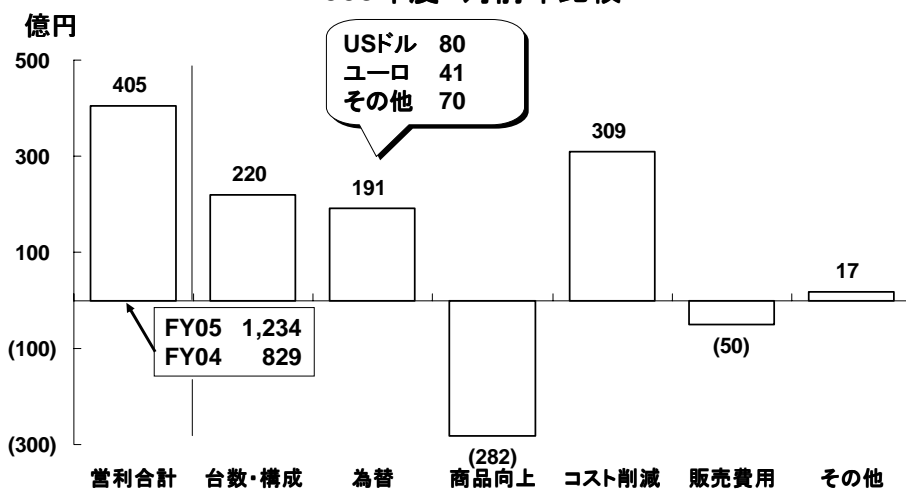 億円
500
300
100
(100)
(300)
USドル 80
ユーロ 41
その他 70
405
220
191
(282)
309
(50)
17
FY05 1,234
FY04 829
営利合計 台数・構成 為替 商品向上 コスト削減 販売費用 その他